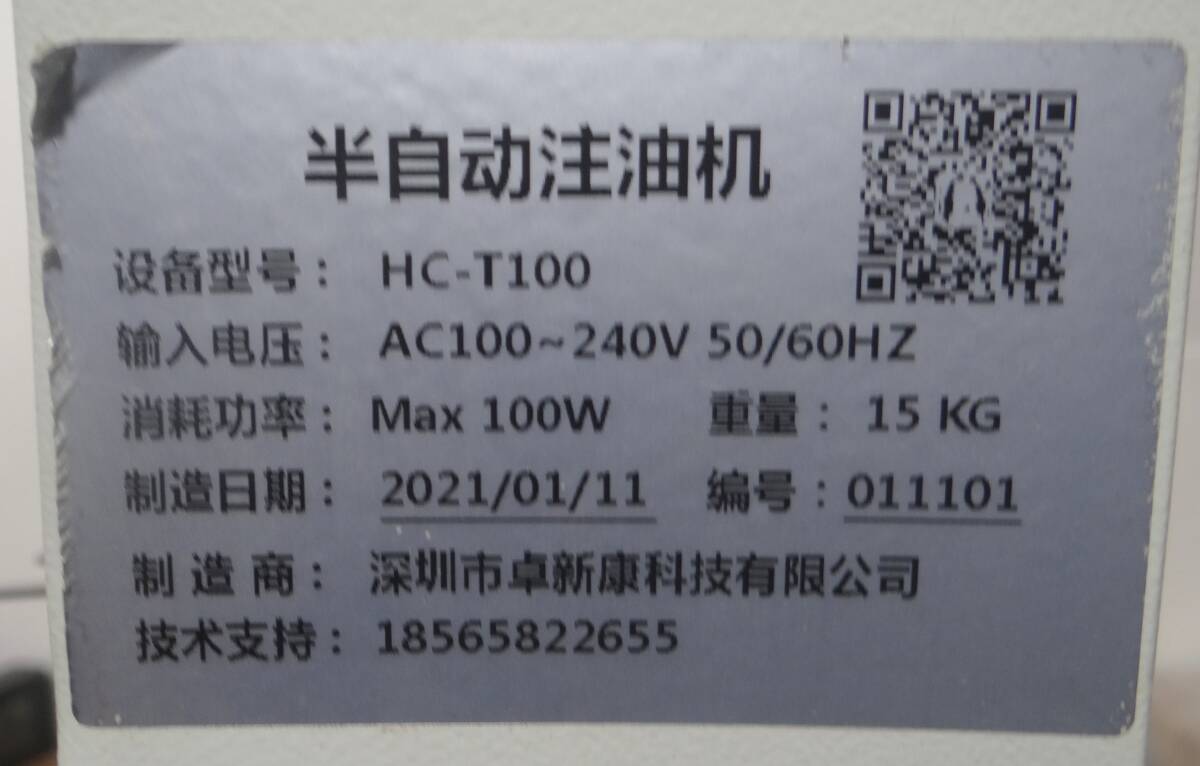 半自动注油机
设备型号： HC-T100
输入电压： AC100~240V 50/60HZ
消耗功率： Max 100W 重量： 15 KG
制造日期： 2021/01/11 编号：011101
制 造 商： 深圳市卓新康科技有限公司
技术支持： 18565822655